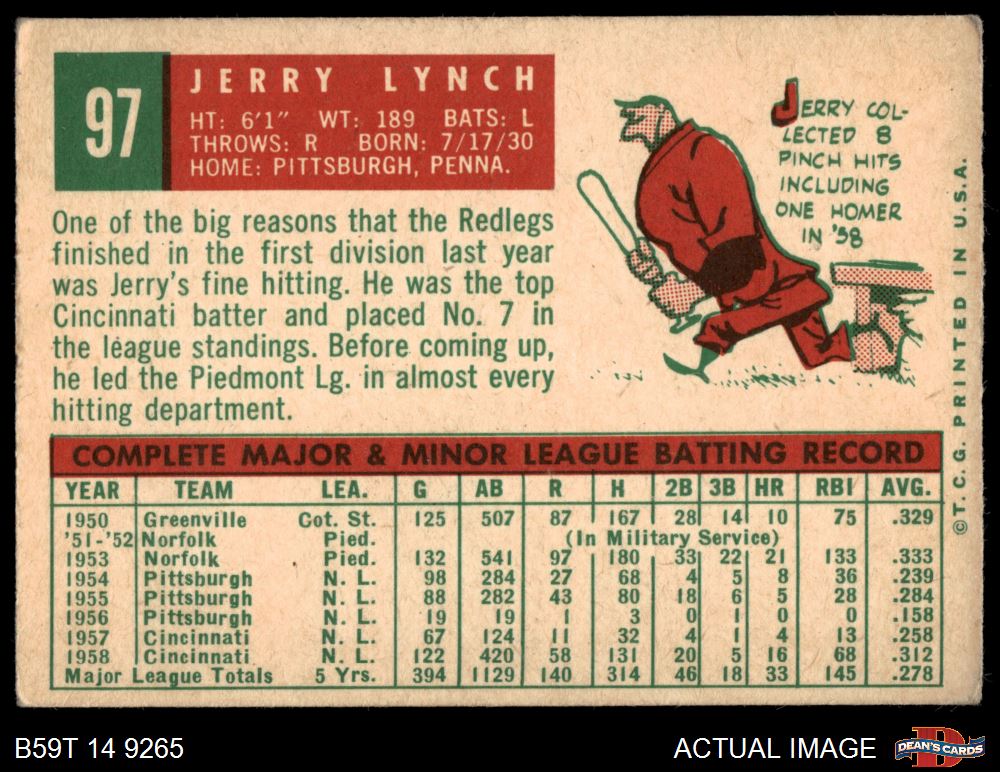 97
JERRY LYNCH
HT: 6'1" WT: 189 BATS: L
THROWS: R BORN: 7/17/30
HOME: PITTSBURGH, PENNA.
One of the big reasons that the Redlegs
finished in the first division last year
was Jerry's fine hitting. He was the top
Cincinnati batter and placed No. 7 in
the league standings. Before coming up,
he led the Piedmont Lg. in almost every
hitting department.
JERRY COL-
LECTED 8
PINCH HITS
INCLUDING
ONE HOMER
IN '58
© T. C. G. PRINTED IN U.S.A.
COMPLETE MAJOR & MINOR LEAGUE BATTING RECORD
YEAR TEAM LEA. G AB R H 2B 3B HR RBI AVG.
1950 Greenville Cot. St. 125 507 87 167 28 14 10 75 .329
'51-'52 Norfolk Pied. (In Military Service)
1953 Norfolk Pied. 132 541 97 180 33 22 21 133 .333
1954 Pittsburgh N. L. 98 284 27 68 4 5 8 36 .239
1955 Pittsburgh N. L. 88 282 43 80 18 6 5 28 .284
1956 Pittsburgh N. L. 19 19 1 3 0 1 0 0 .158
1957 Cincinnati N. L. 67 124 11 32 4 1 4 13 .258
1958 Cincinnati N. L. 122 420 58 131 20 5 16 68 .312
Major League Totals 5 Yrs. 394 1129 140 314 46 18 33 145 .278
B59T 14 9265
ACTUAL IMAGE
DEAN'S CARDS